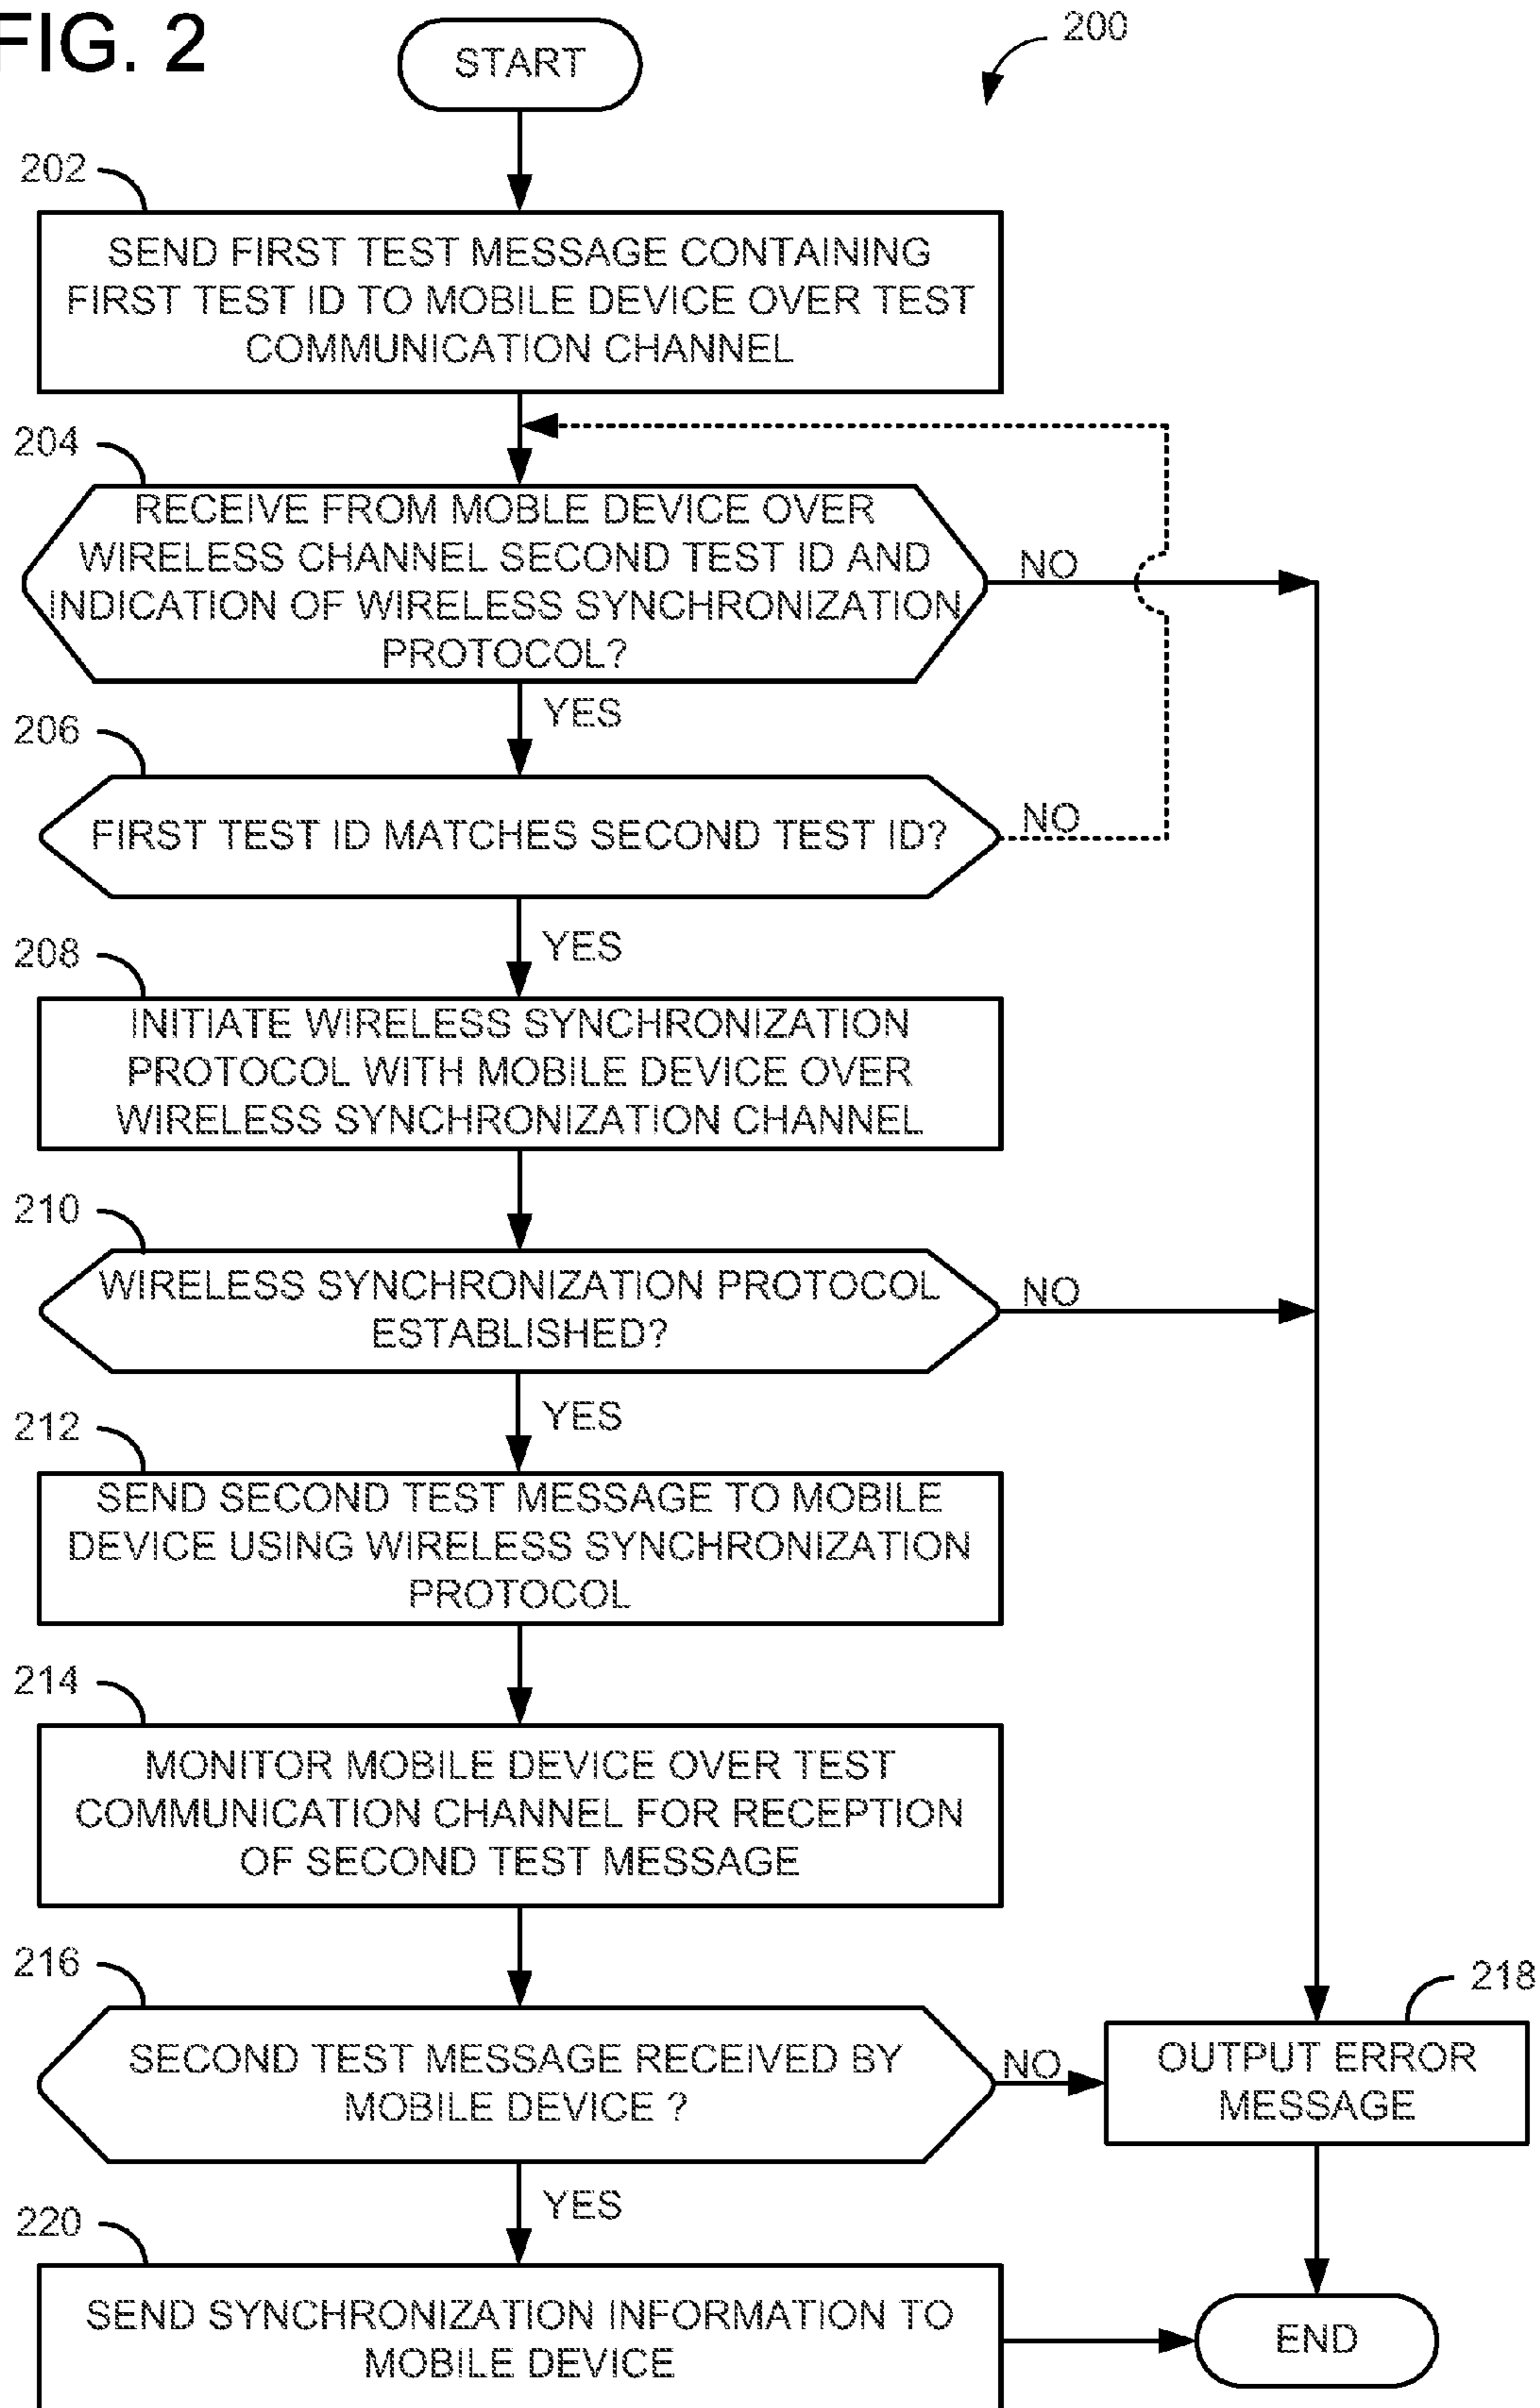 FIG. 2
START
200
202
SEND FIRST TEST MESSAGE CONTAINING
FIRST TEST ID TO MOBILE DEVICE OVER TEST
COMMUNICATION CHANNEL
204
RECEIVE FROM MOBLE DEVICE OVER
WIRELESS CHANNEL SECOND TEST ID AND
INDICATION OF WIRELESS SYNCHRONIZATION
PROTOCOL?
NO
YES
206
FIRST TEST ID MATCHES SECOND TEST ID?
NO
YES
208
INITIATE WIRELESS SYNCHRONIZATION
PROTOCOL WITH MOBILE DEVICE OVER
WIRELESS SYNCHRONIZATION CHANNEL
210
WIRELESS SYNCHRONIZATION PROTOCOL
ESTABLISHED?
NO
YES
212
SEND SECOND TEST MESSAGE TO MOBILE
DEVICE USING WIRELESS SYNCHRONIZATION
PROTOCOL
214
MONITOR MOBILE DEVICE OVER TEST
COMMUNICATION CHANNEL FOR RECEPTION
OF SECOND TEST MESSAGE
216
SECOND TEST MESSAGE RECEIVED BY
MOBILE DEVICE ?
NO
218
OUTPUT ERROR
MESSAGE
YES
220
SEND SYNCHRONIZATION INFORMATION TO
MOBILE DEVICE
END